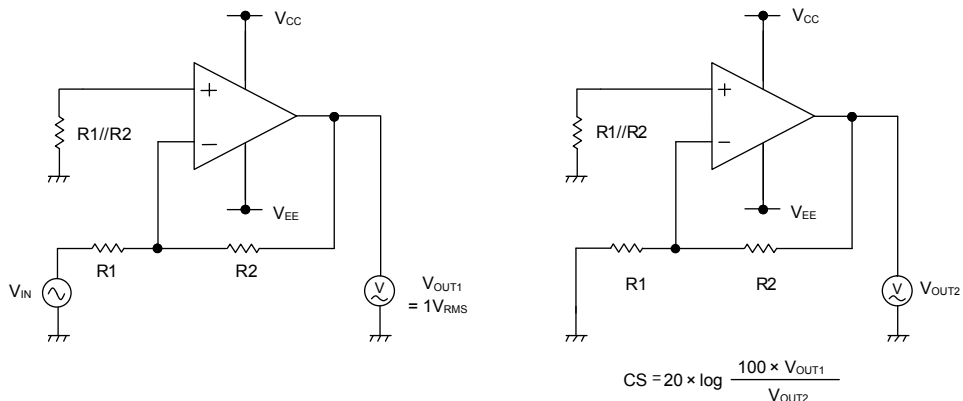 VCC
+
R1//R2
−
VEE
R1
R2
VIN
V
VOUT1
= 1VRMS
VCC
+
R1//R2
−
VEE
R1
R2
V
VOUT2
CS = 20 × log 100 × VOUT1
VOUT2